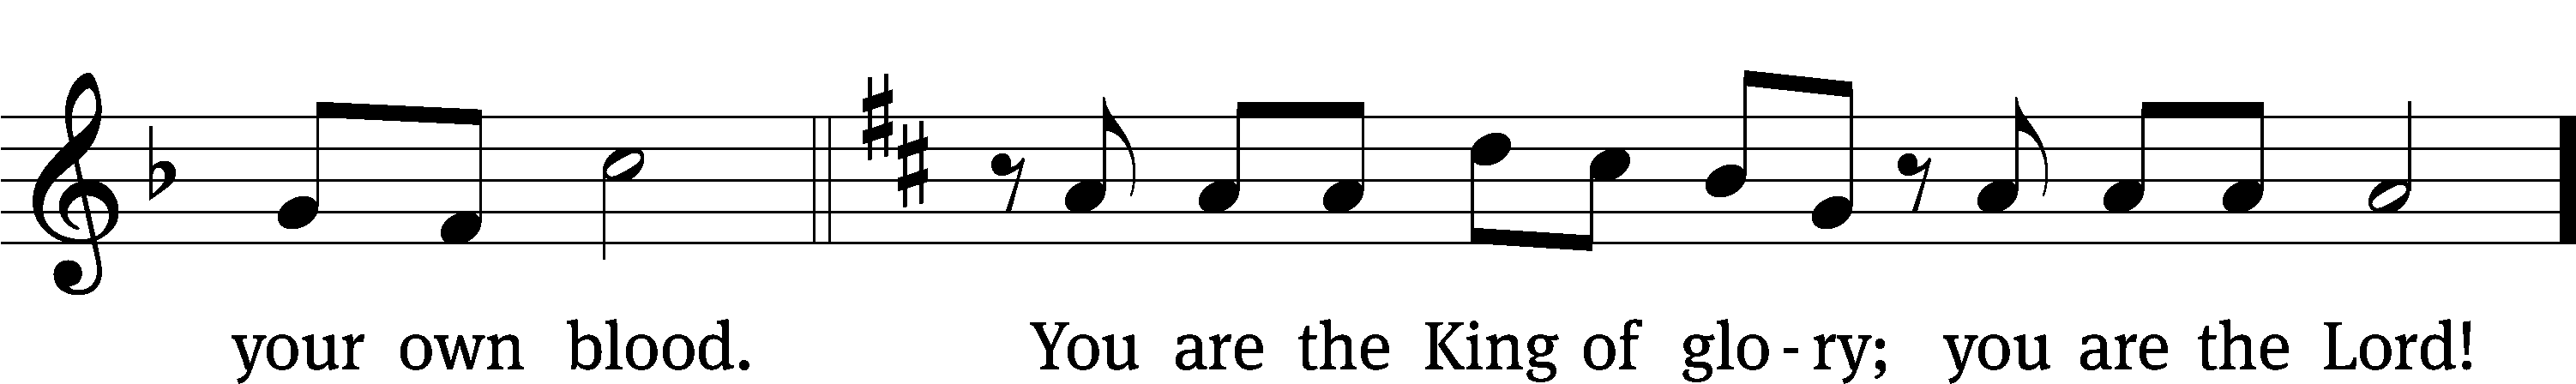 your own blood. You are the King of glo - ry; you are the Lord!